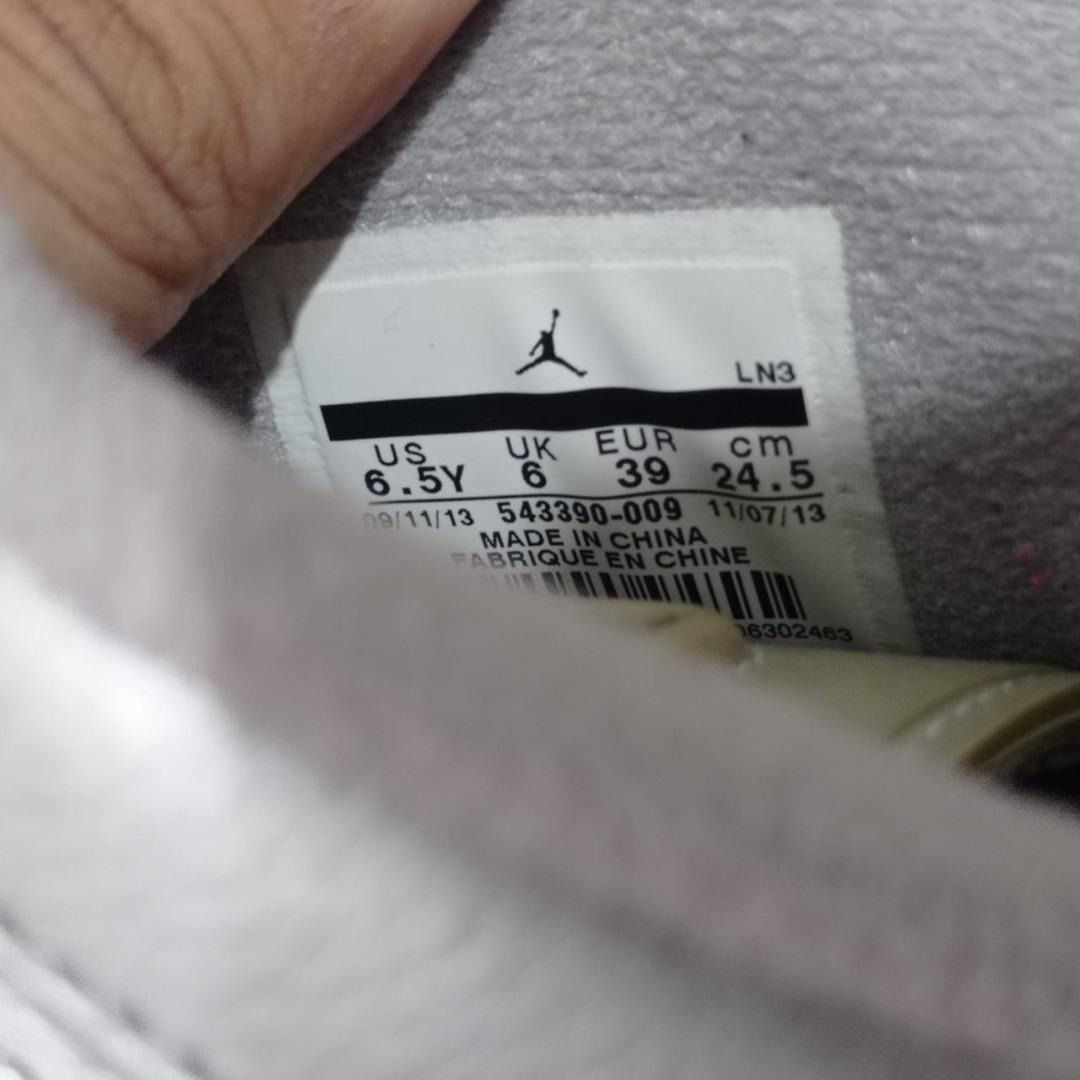 LN3
US UK EUR cm
6.5Y 6 39 24.5
09/11/13 543390-009 11/07/13
MADE IN CHINA
FABRIQUE EN CHINE
06302463